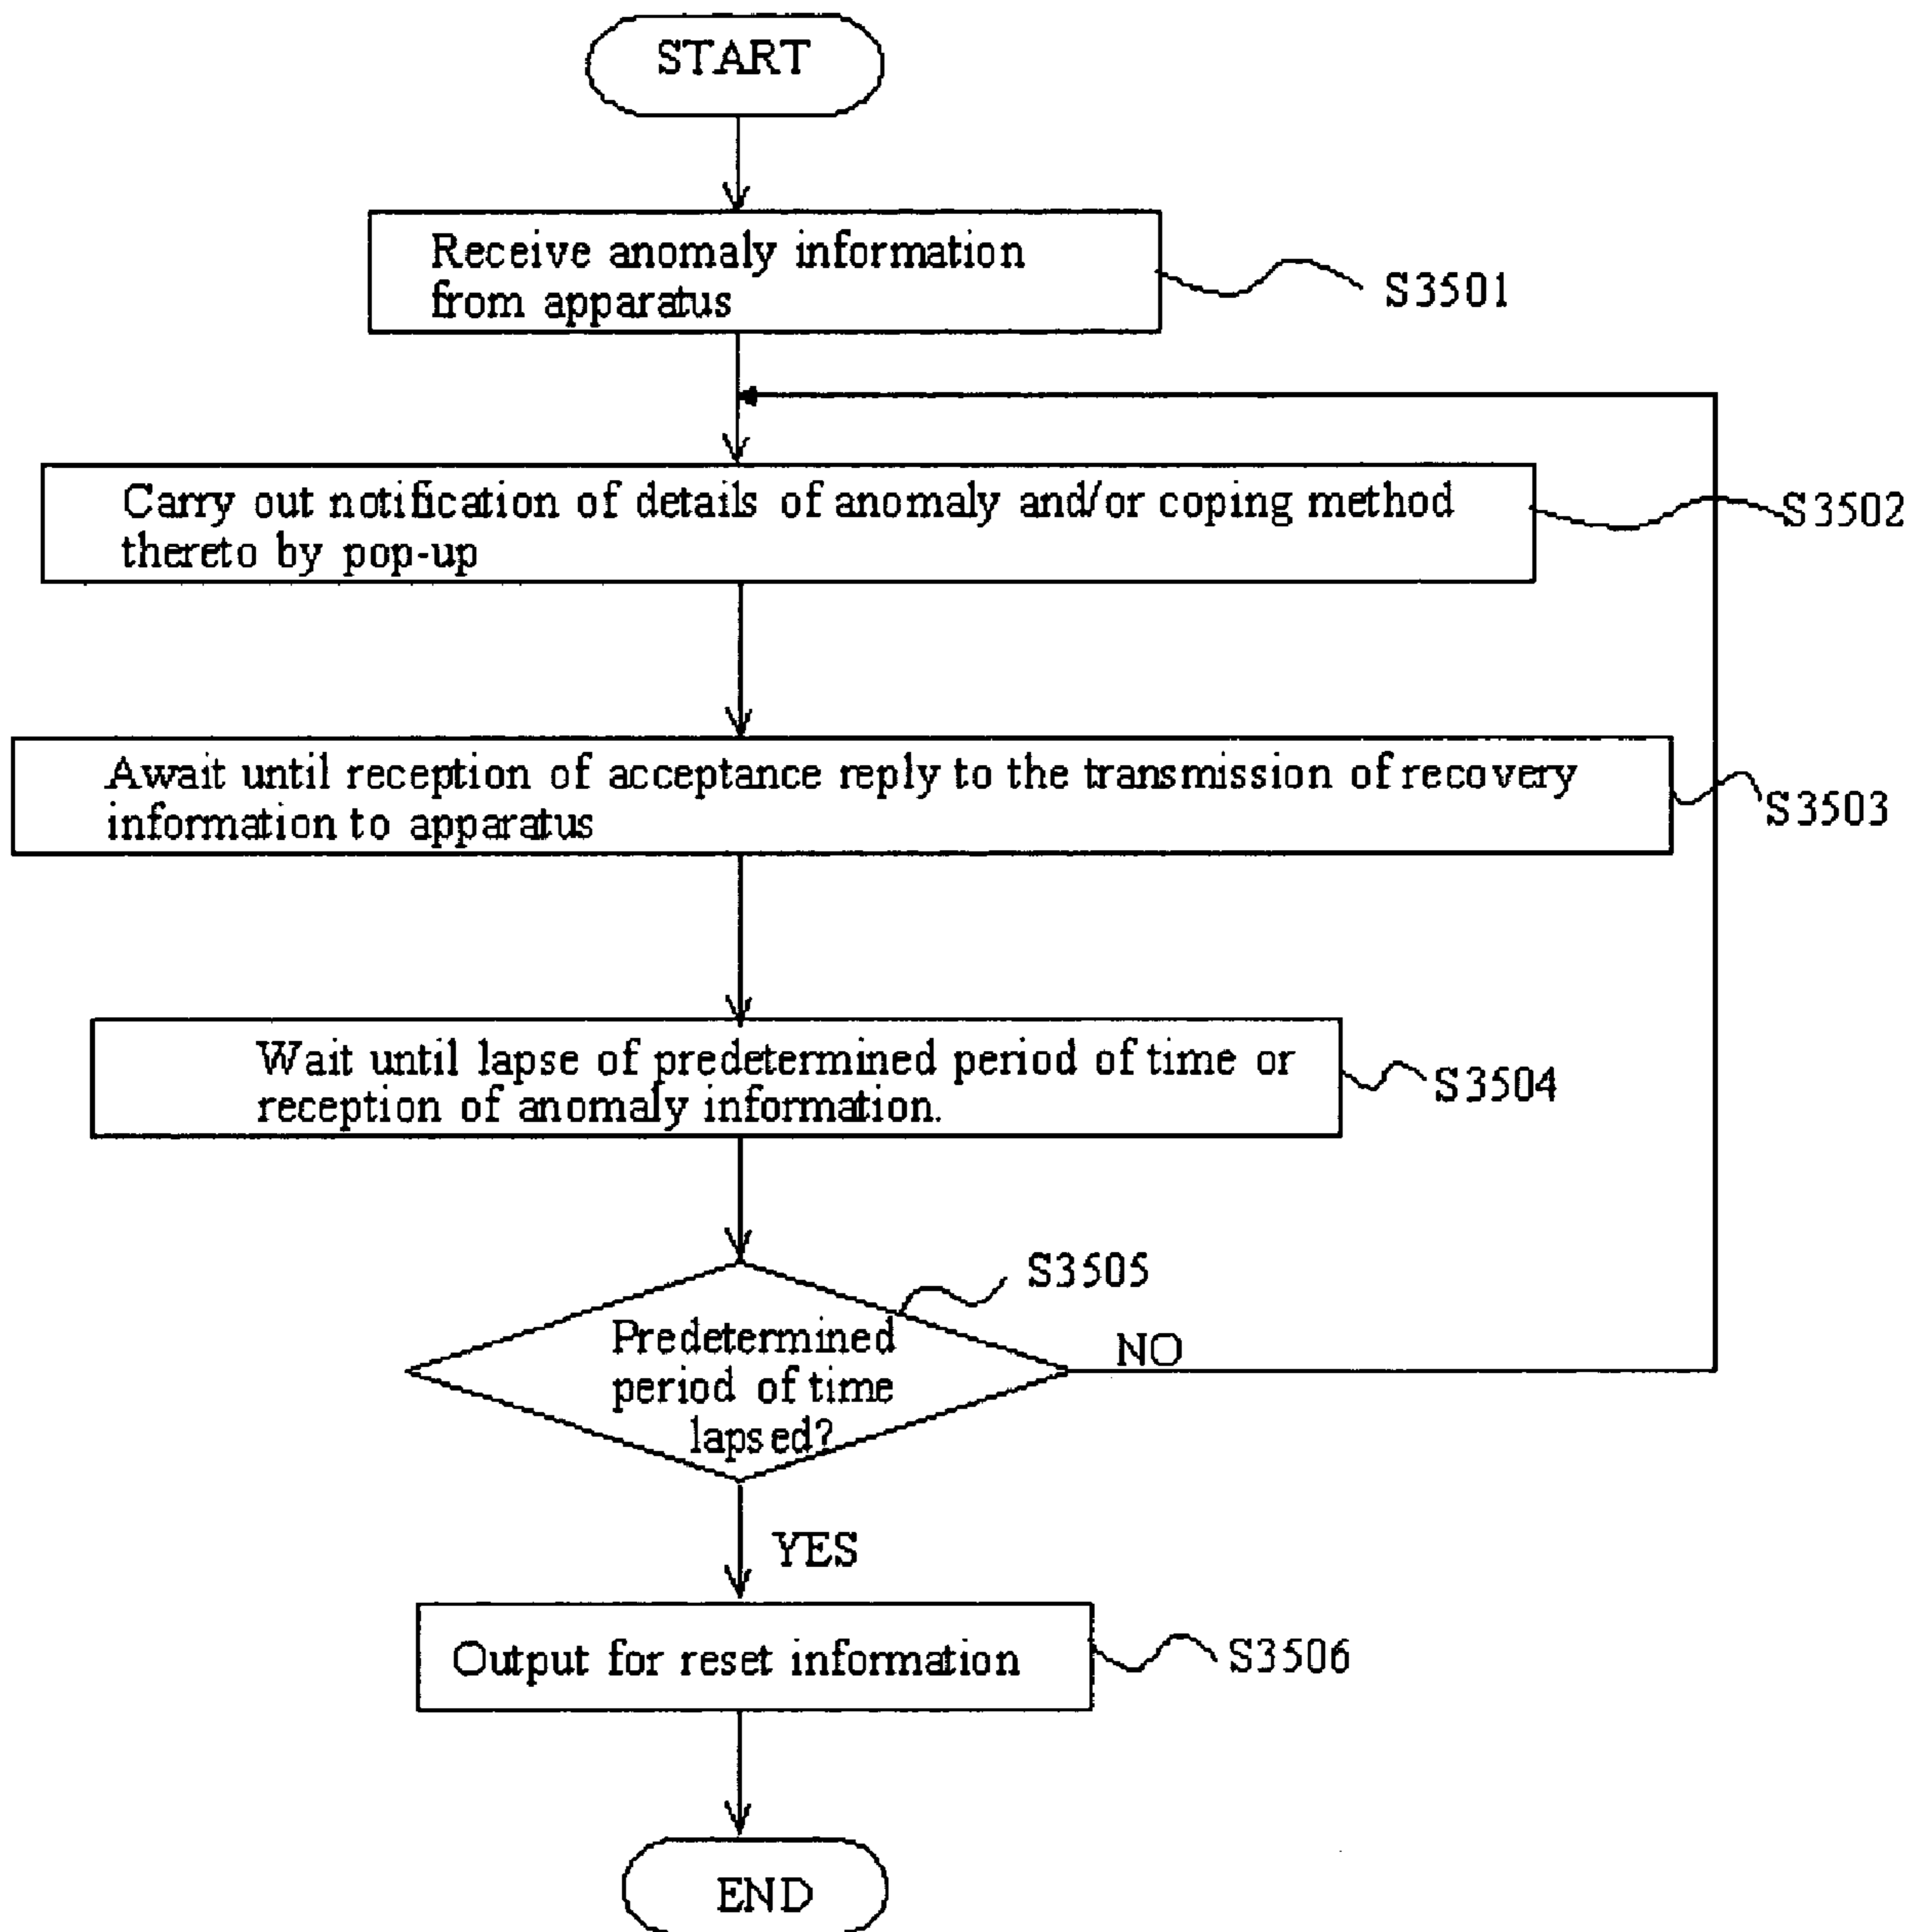 START
Receive anomaly information
from apparatus
S3501
Carry out notification of details of anomaly and/or coping method
thereto by pop-up
S3502
Await until reception of acceptance reply to the transmission of recovery
information to apparatus
S3503
Wait until lapse of predetermined period of time or
reception of anomaly information.
S3504
S3505
Predetermined
period of time
lapsed?
NO
YES
Output for reset information
S3506
END